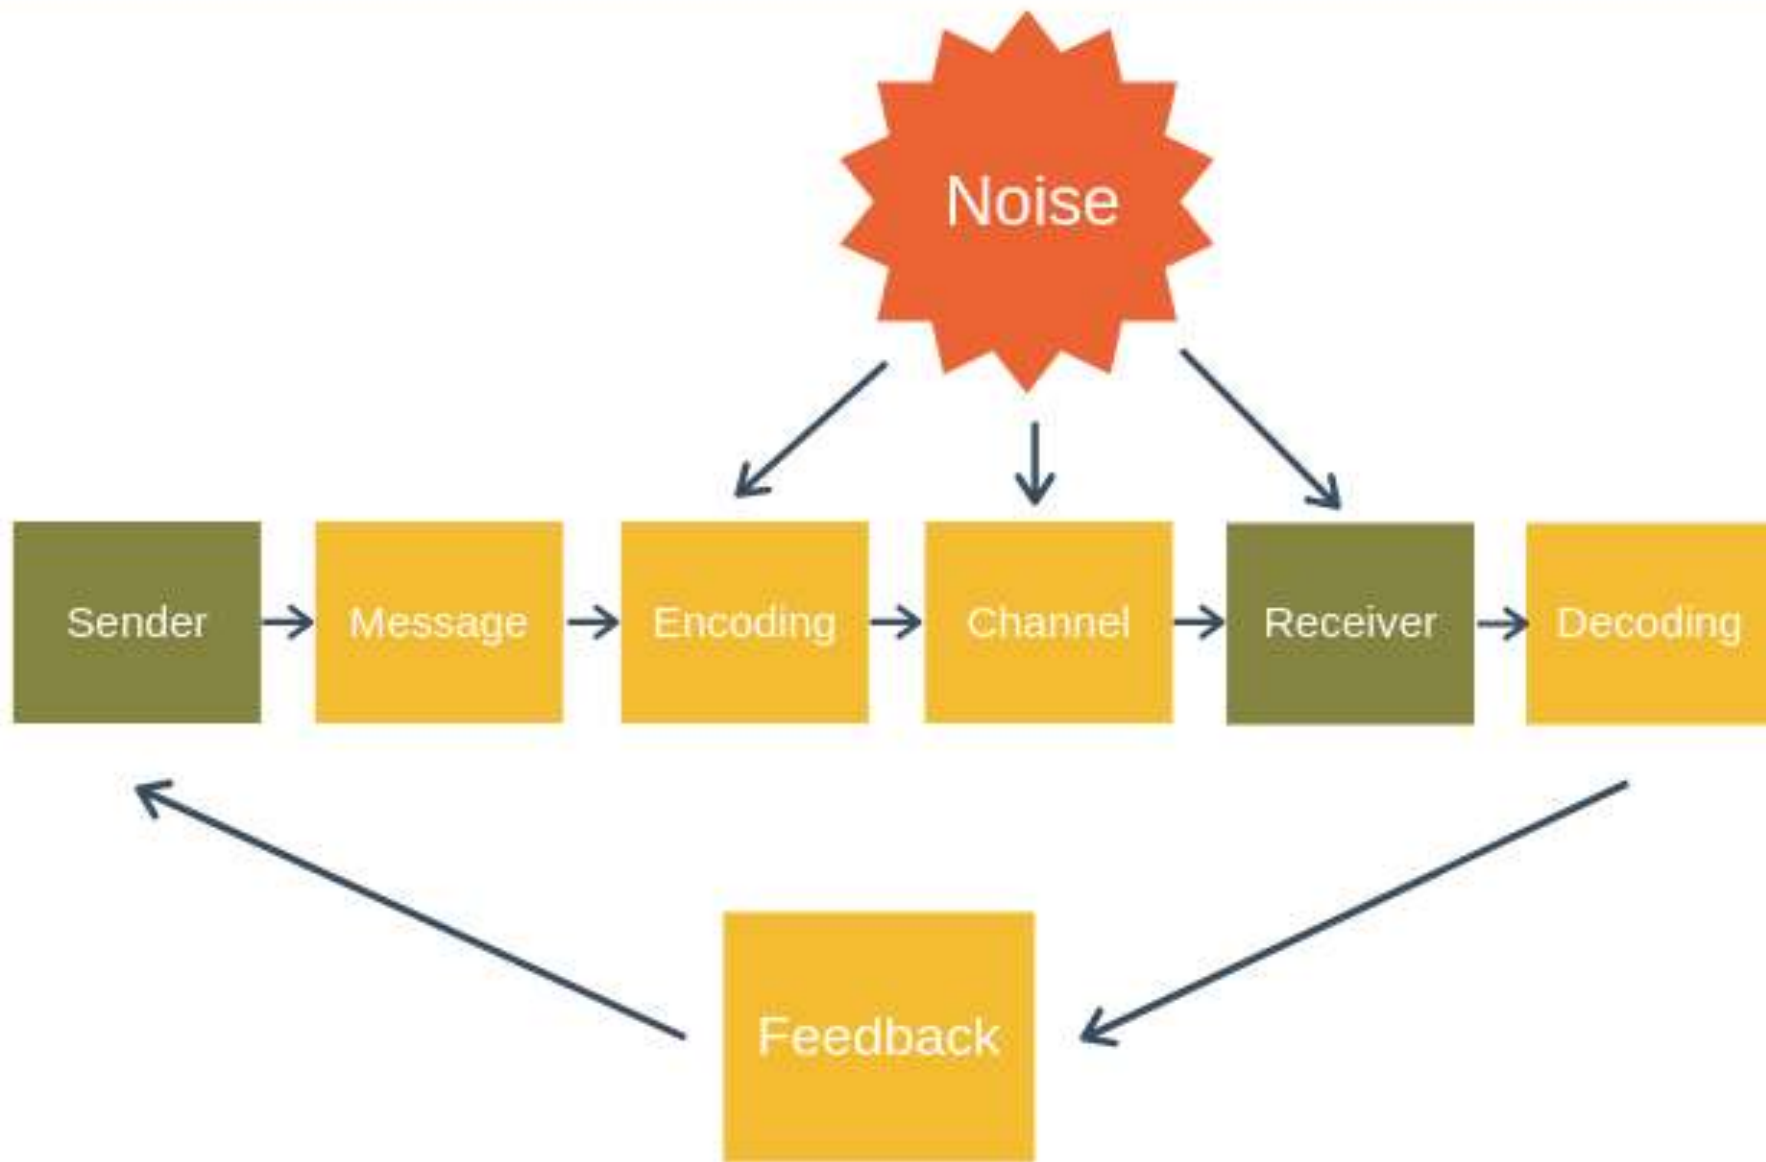 Noise
Sender
Message
Encoding
Channel
Receiver
Decoding
Feedback